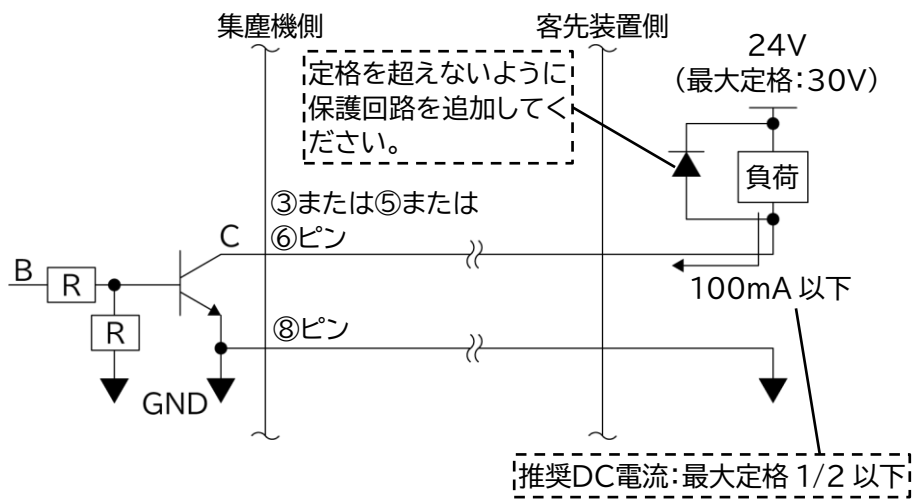 集塵機側
客先装置側
24V
（最大定格：30V）
定格を超えないように
保護回路を追加してく
ださい。
負荷
③または⑤または
⑥ピン
C
B
R
R
100mA 以下
⑧ピン
GND
推奨DC電流：最大定格 1/2 以下